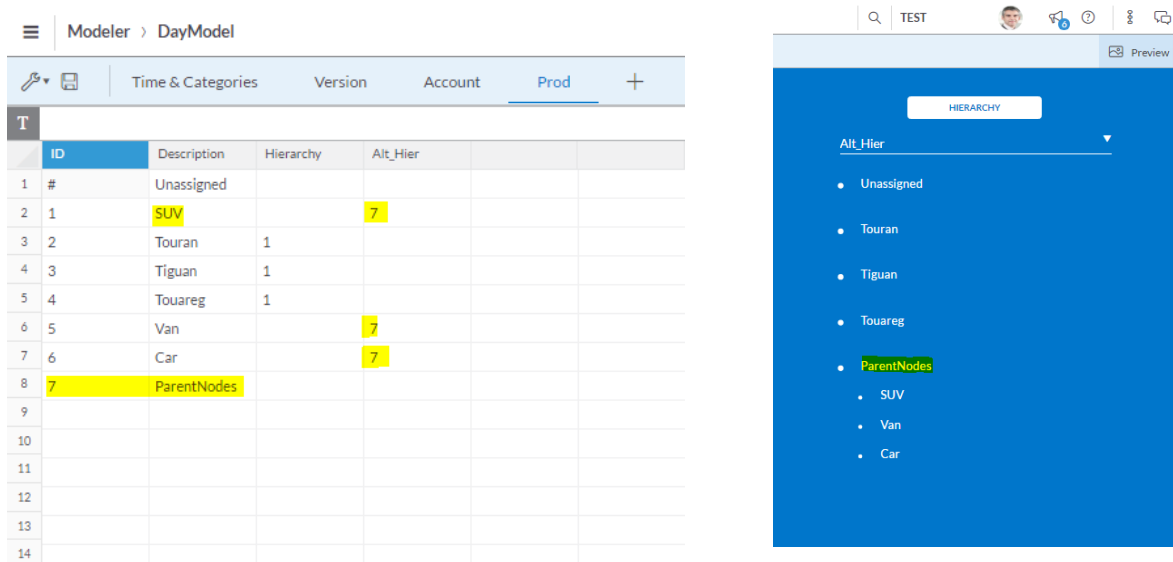 Modeler > DayModel
Time & Categories Version Account Prod +
T
ID Description Hierarchy Alt_Hier
1 # Unassigned
2 1 SUV 7
3 2 Touran 1
4 3 Tiguan 1
5 4 Touareg 1
6 5 Van 7
7 6 Car 7
8 7 ParentNodes
9
10
11
12
13
14
TEST 6
Preview
HIERARCHY
Alt_Hier
Unassigned
Touran
Tiguan
Touareg
ParentNodes
SUV
Van
Car